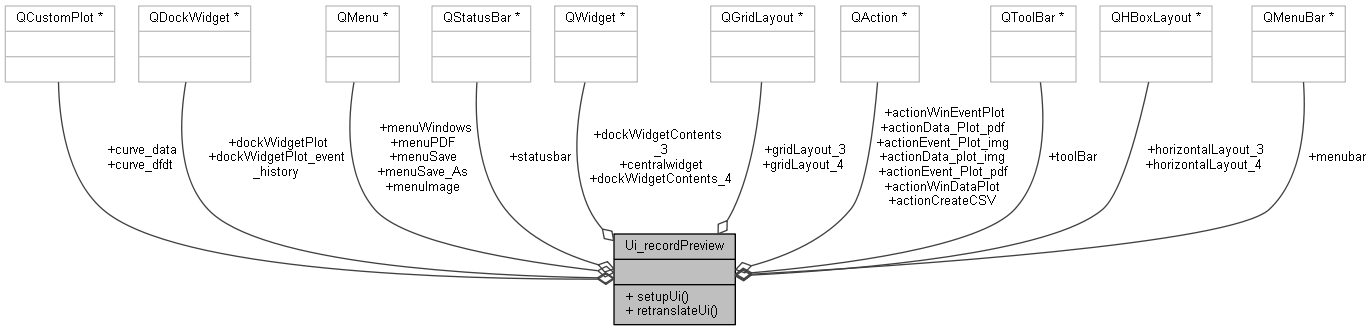 QCustomPlot *
QDockWidget *
QMenu *
QStatusBar *
QWidget *
QGridLayout *
QAction *
QToolBar *
QHBoxLayout *
QMenuBar *
+curve_data
+curve_dfdt
+dockWidgetPlot
+dockWidgetPlot_event
_history
+menuWindows
+menuPDF
+menuSave
+menuSave_As
+menuImage
+statusbar
+dockWidgetContents
_3
+centralwidget
+dockWidgetContents_4
+gridLayout_3
+gridLayout_4
+actionWinEventPlot
+actionData_Plot_pdf
+actionEvent_Plot_img
+actionData_plot_img
+actionEvent_Plot_pdf
+actionWinDataPlot
+actionCreateCSV
+toolBar
+horizontalLayout_3
+horizontalLayout_4
+menubar
Ui_recordPreview
+ setupUi()
+ retranslateUi()